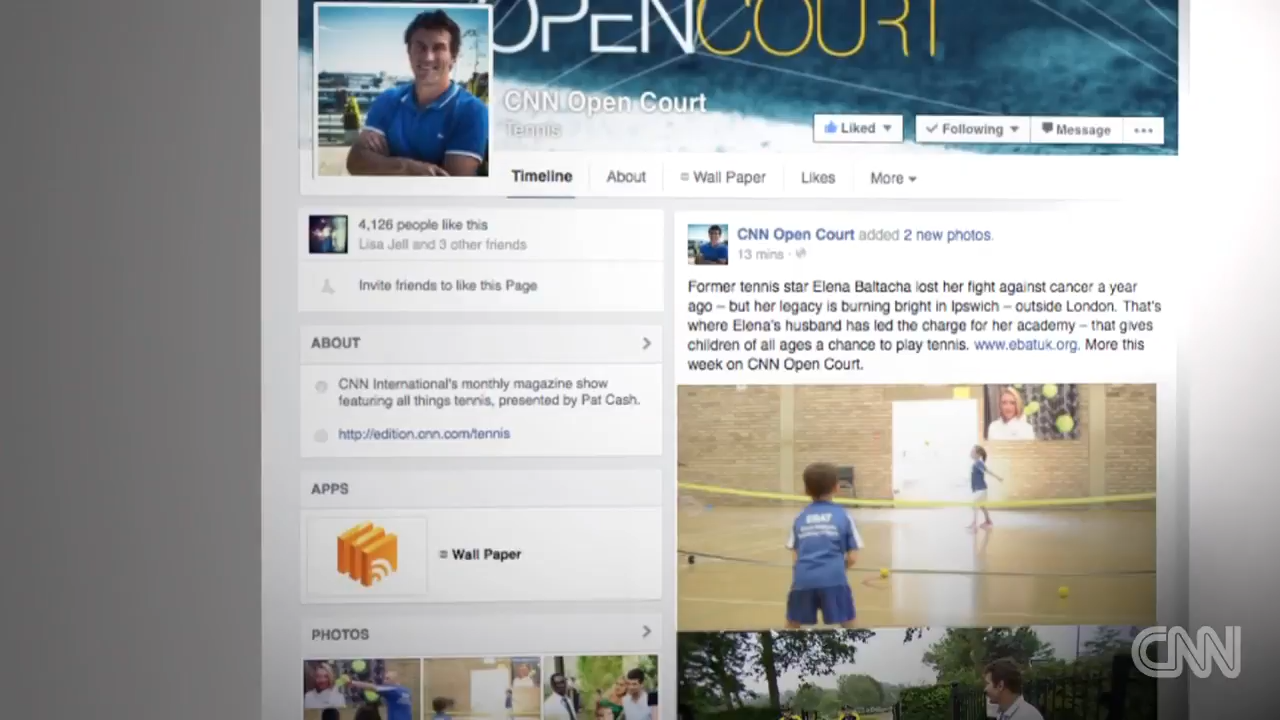 OPENCOURT
CNN Open Court
Tennis
Liked
Following
Message
Timeline
About
Wall Paper
Likes
More
4,126 people like this
Lisa Jell and 3 other friends
Invite friends to like this Page
ABOUT
CNN International's monthly magazine show
featuring all things tennis, presented by Pat Cash.
http://edition.cnn.com/tennis
APPS
Wall Paper
PHOTOS
CNN Open Court added 2 new photos.
13 mins
Former tennis star Elena Baltacha lost her fight against cancer a year
ago – but her legacy is burning bright in Ipswich – outside London. That's
where Elena's husband has led the charge for her academy – that gives
children of all ages a chance to play tennis. www.ebatuk.org. More this
week on CNN Open Court.
EBAT
CNN